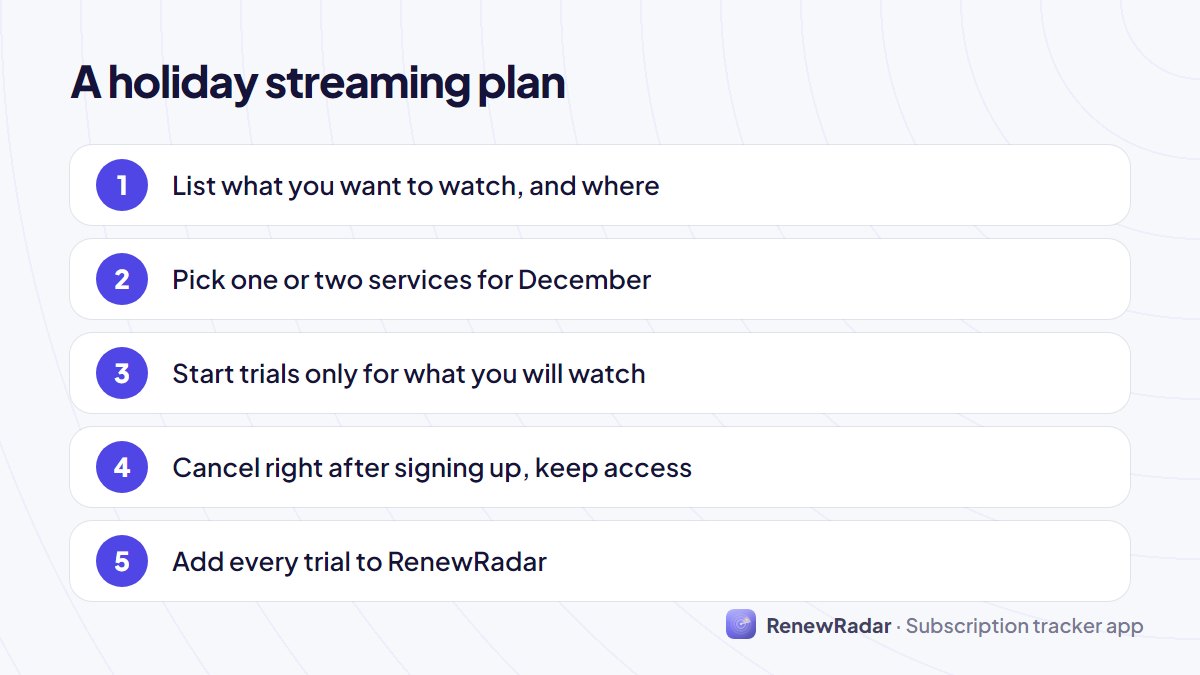 A holiday streaming plan
1 List what you want to watch, and where
2 Pick one or two services for December
3 Start trials only for what you will watch
4 Cancel right after signing up, keep access
5 Add every trial to RenewRadar
RenewRadar · Subscription tracker app